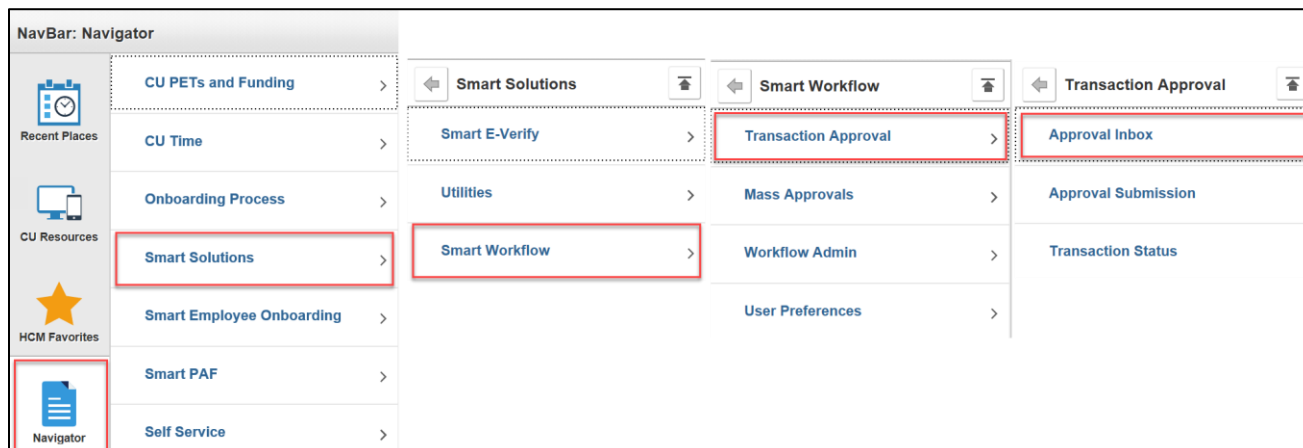 NavBar: Navigator
Recent Places
CU Resources
HCM Favorites
Navigator
CU PETs and Funding
CU Time
Onboarding Process
Smart Solutions
Smart Employee Onboarding
Smart PAF
Self Service
Smart Solutions
Smart E-Verify
Utilities
Smart Workflow
Smart Workflow
Transaction Approval
Mass Approvals
Workflow Admin
User Preferences
Transaction Approval
Approval Inbox
Approval Submission
Transaction Status